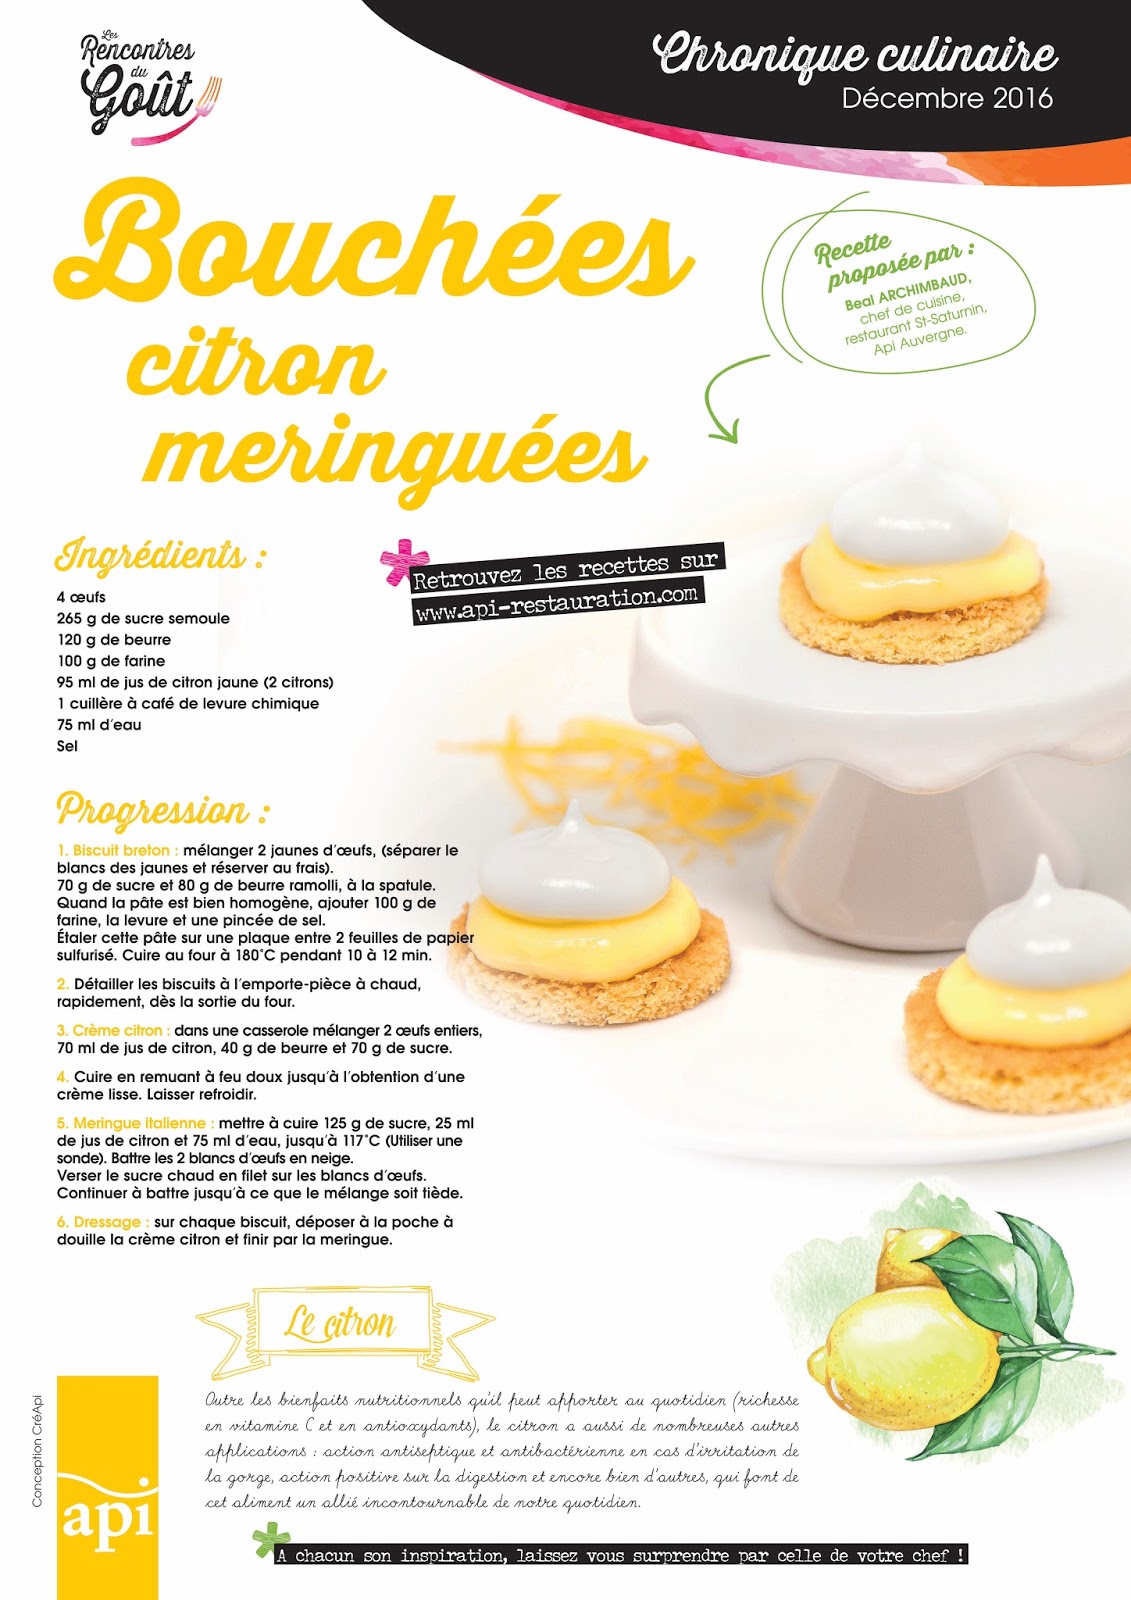 Les
Rencontres
du
Goût
Chronique culinaire
Décembre 2016
Bouchées
citron
meringuées
Recette
proposée par :
Beal ARCHIMBAUD,
chef de cuisine,
restaurant St-Saturnin,
Api Auvergne.
Ingrédients :
4 œufs
265 g de sucre semoule
120 g de beurre
100 g de farine
95 ml de jus de citron jaune (2 citrons)
1 cuillère à café de levure chimique
75 ml d'eau
Sel
Retrouvez les recettes sur
www.api-restauration.com
Progression :
1. Biscuit breton : mélanger 2 jaunes d'œufs, (séparer le
blancs des jaunes et réserver au frais).
70 g de sucre et 80 g de beurre ramolli, à la spatule.
Quand la pâte est bien homogène, ajouter 100 g de
farine, la levure et une pincée de sel.
Étaler cette pâte sur une plaque entre 2 feuilles de papier
sulfurisé. Cuire au four à 180°C pendant 10 à 12 min.
2. Détailler les biscuits à l'emporte-pièce à chaud,
rapidement, dès la sortie du four.
3. Crème citron : dans une casserole mélanger 2 œufs entiers,
70 ml de jus de citron, 40 g de beurre et 70 g de sucre.
4. Cuire en remuant à feu doux jusqu'à l'obtention d'une
crème lisse. Laisser refroidir.
5. Meringue italienne : mettre à cuire 125 g de sucre, 25 ml
de jus de citron et 75 ml d'eau, jusqu'à 117°C (Utiliser une
sonde). Battre les 2 blancs d'œufs en neige.
Verser le sucre chaud en filet sur les blancs d'œufs.
Continuer à battre jusqu'à ce que le mélange soit tiède.
6. Dressage : sur chaque biscuit, déposer à la poche à
douille la crème citron et finir par la meringue.
Le citron
Outre les bienfaits nutritionnels qu'il peut apporter au quotidien (richesse
en vitamine C et en antioxydants), le citron a aussi de nombreuses autres
applications : action antiseptique et antibactérienne en cas d'irritation de
la gorge, action positive sur la digestion et encore bien d'autres, qui font de
cet aliment un allié incontournable de notre quotidien.
Conception CréApi
api
A chacun son inspiration, laissez vous surprendre par celle de votre chef !